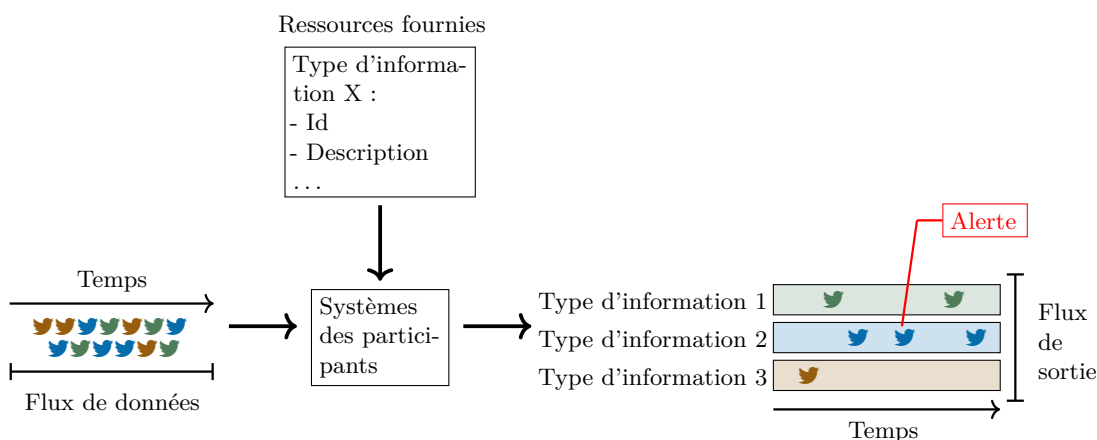 Ressources fournies
Type d'informa-
tion X :
- Id
- Description
...
Alerte
Temps
Flux de données
Systèmes
des partici-
pants
Type d'information 1
Type d'information 2
Type d'information 3
Flux
de
sortie
Temps